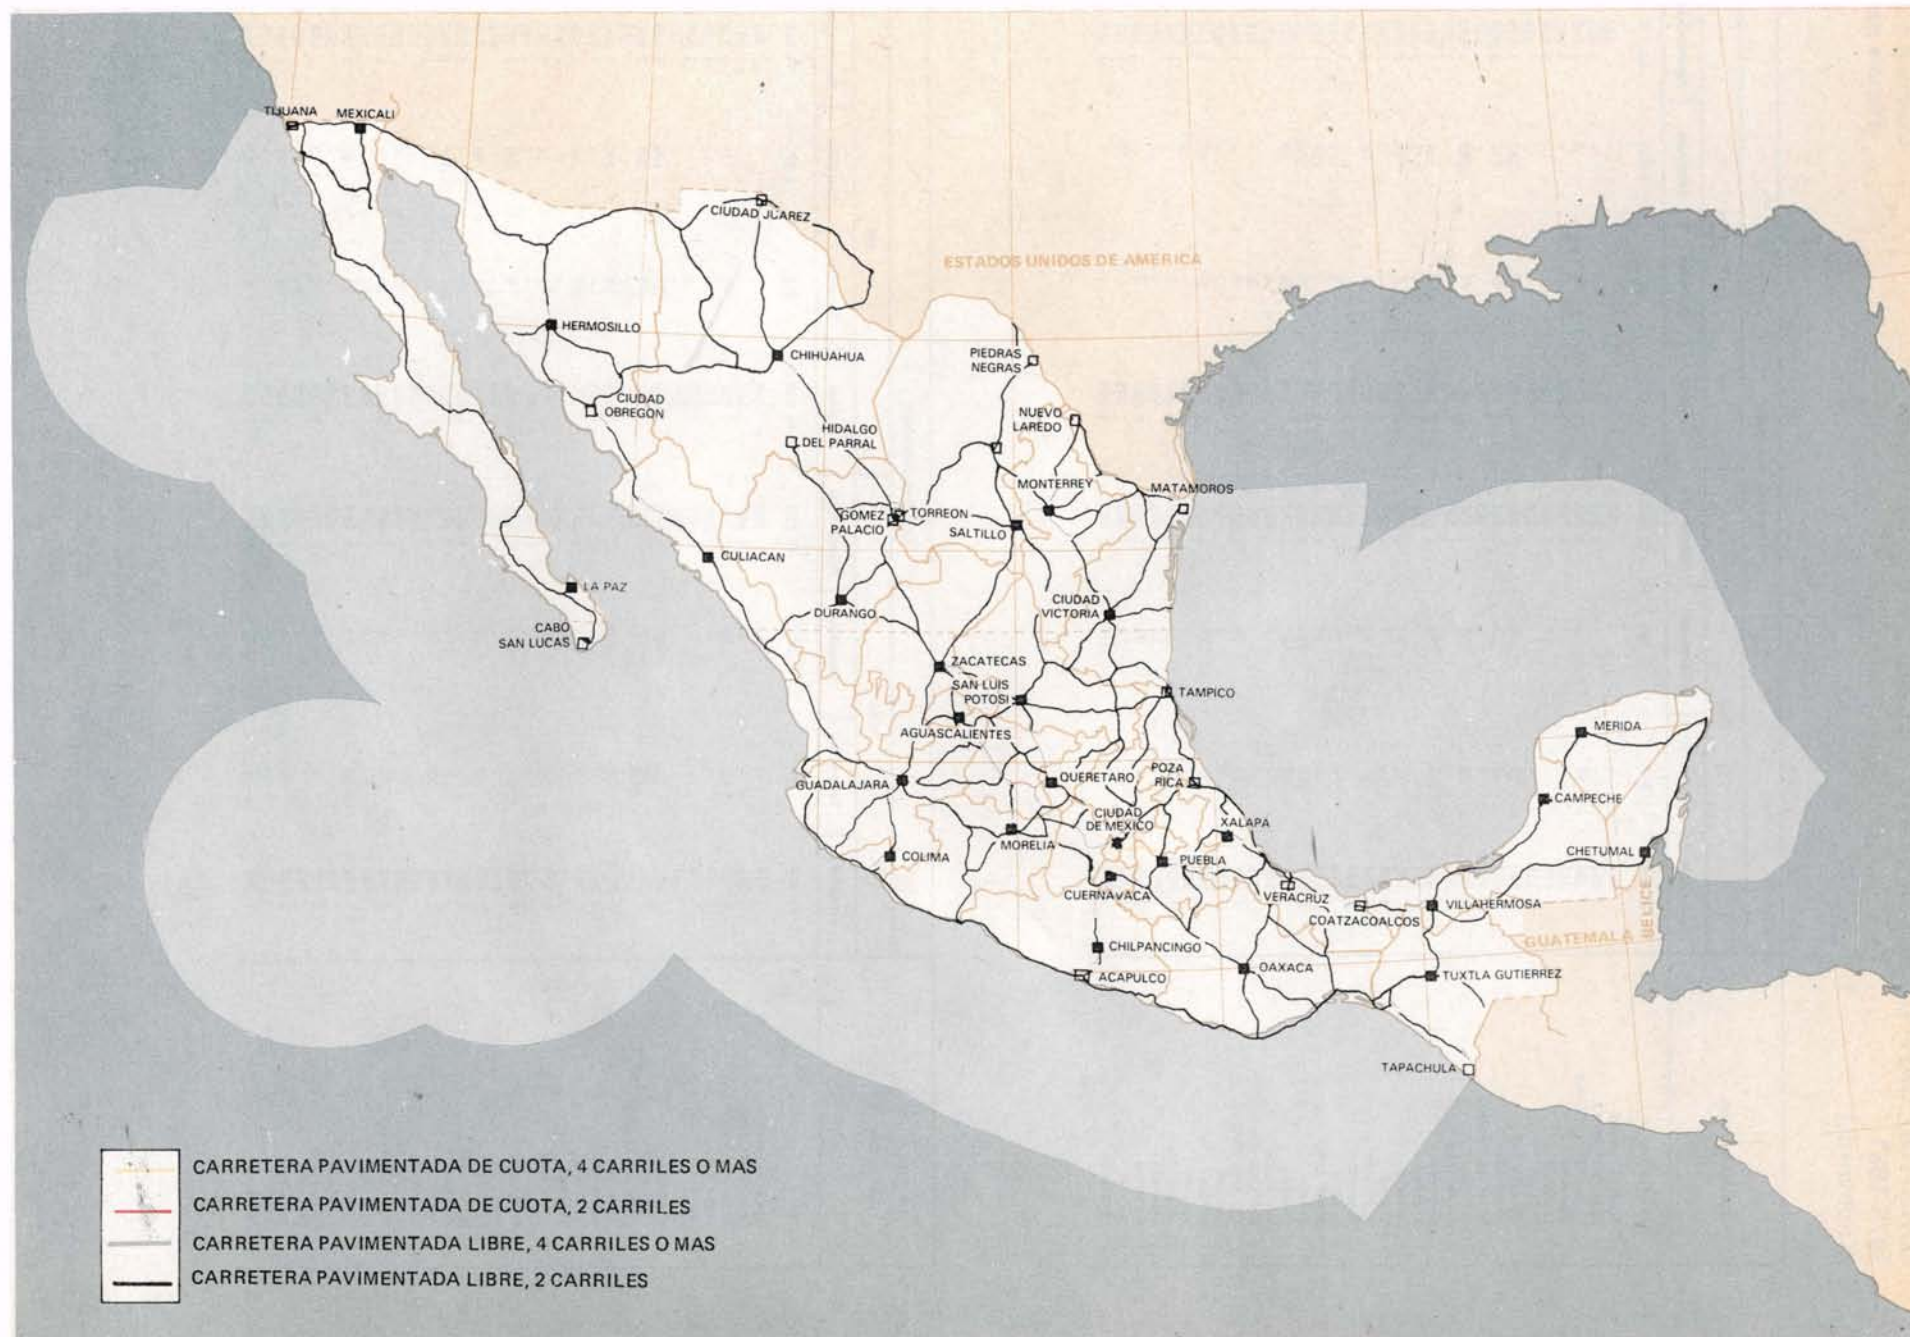 TIJUANA
MEXICALI
CIUDAD JUAREZ
ESTADOS UNIDOS DE AMERICA
HERMOSILLO
CHIHUAHUA
PIEDRAS
NEGRAS
CIUDAD
OBREGON
NUEVO
LAREDO
HIDALGO
DEL PARRAL
MONTERREY
MATAMOROS
GOMEZ
PALACIO
TORREON
SALTILLO
CULIACAN
LA PAZ
DURANGO
CIUDAD
VICTORIA
CABO
SAN LUCAS
ZACATECAS
SAN LUIS
POTOSI
TAMPICO
AGUASCALIENTES
MERIDA
GUADALAJARA
QUERETARO
POZA
RICA
CAMPECHE
CIUDAD
DE MEXICO
XALAPA
MORELIA
COLIMA
PUEBLA
CHETUMAL
CUERNAVACA
VERACRUZ
COATZACOALCOS
VILLAHERMOSA
BELICE
GUATEMALA
CHILPANCINGO
OAXACA
ACAPULCO
TUXTLA GUTIERREZ
TAPACHULA
CARRETERA PAVIMENTADA DE CUOTA, 4 CARRILES O MAS
CARRETERA PAVIMENTADA DE CUOTA, 2 CARRILES
CARRETERA PAVIMENTADA LIBRE, 4 CARRILES O MAS
CARRETERA PAVIMENTADA LIBRE, 2 CARRILES